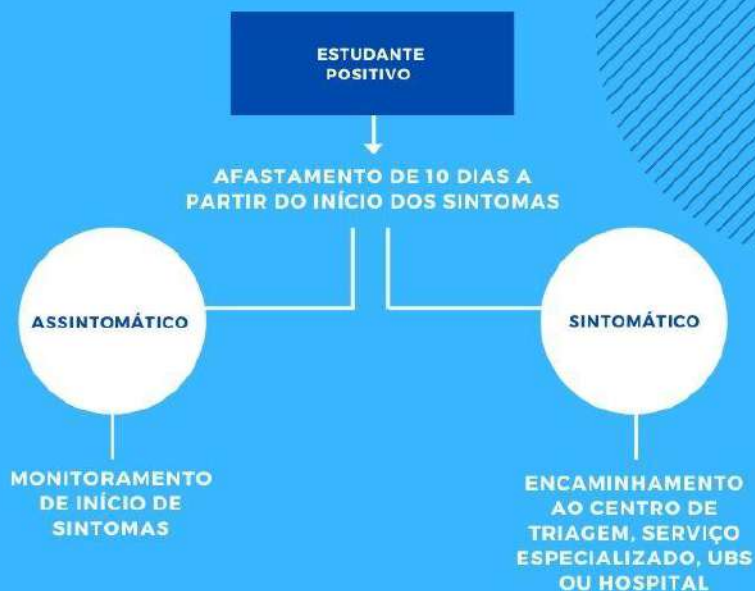 ESTUDANTE
POSITIVO
AFASTAMENTO DE 10 DIAS A
PARTIR DO INÍCIO DOS SINTOMAS
ASSINTOMÁTICO
SINTOMÁTICO
MONITORAMENTO
DE INÍCIO DE
SINTOMAS
ENCAMINHAMENTO
AO CENTRO DE
TRIAGEM, SERVIÇO
ESPECIALIZADO, UBS
OU HOSPITAL